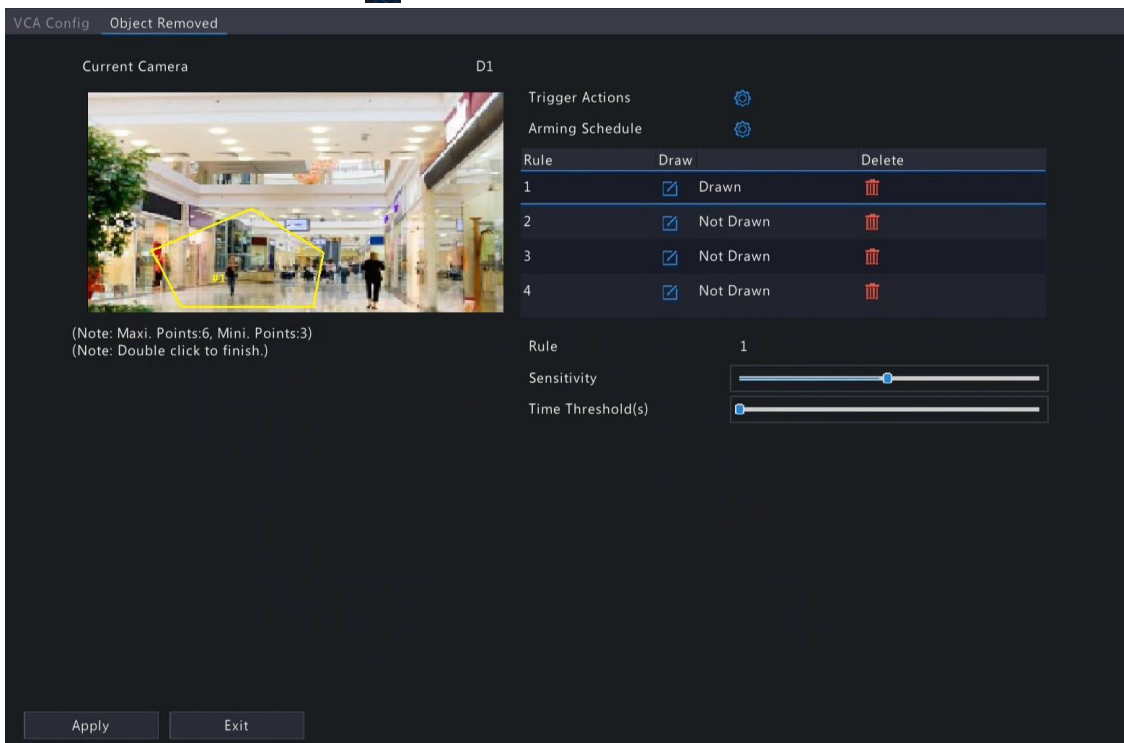 VCA Config Object Removed
Current Camera D1
#1
(Note: Maxi. Points:6, Mini. Points:3)
(Note: Double click to finish.)
Trigger Actions
Arming Schedule
Rule Draw Delete
1 Drawn
2 Not Drawn
3 Not Drawn
4 Not Drawn
Rule 1
Sensitivity
Time Threshold(s)
Apply Exit